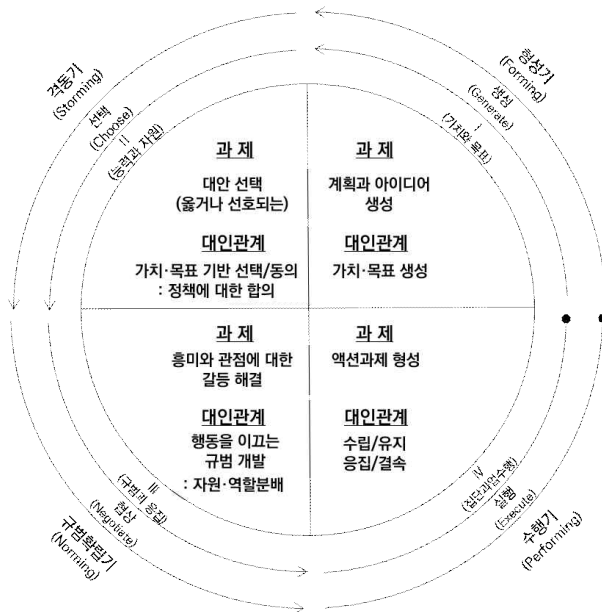 격동기
(Storming)
선택
(Choose)
II
(능력과 자원)
형성기
(Forming)
생성
(Generate)
I
(가치와 목표)
과 제
대안 선택
(옳거나 선호되는)
대인관계
가치·목표 기반 선택/동의
: 정책에 대한 합의
과 제
계획과 아이디어
생성
대인관계
가치·목표 생성
과 제
흥미와 관점에 대한
갈등 해결
대인관계
행동을 이끄는
규범 개발
: 자원·역할분배
과 제
액션과제 형성
대인관계
수립/유지
응집/결속
III
(규범과 응집)
협상
(Negotiate)
규범확립기
(Norming)
IV
(집단과업수행)
실행
(Execute)
수행기
(Performing)